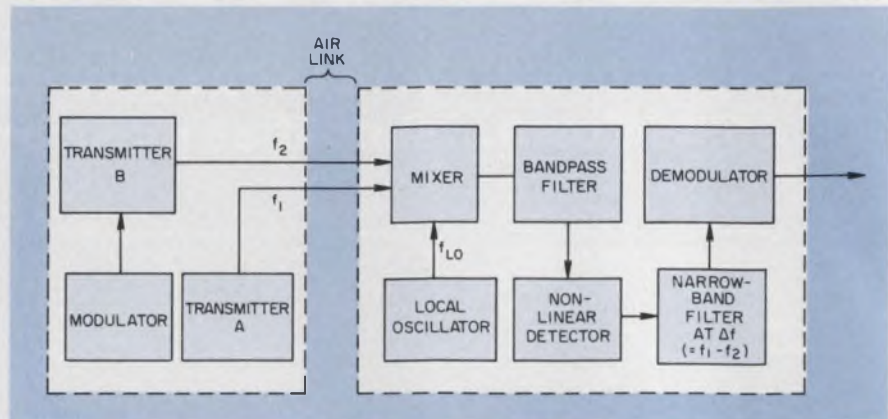 AIR
LINK
TRANSMITTER
B
f2
f1
MODULATOR
TRANSMITTER
A
MIXER
BANDPASS
FILTER
DEMODULATOR
fLO
LOCAL
OSCILLATOR
NON-
LINEAR
DETECTOR
NARROW-
BAND
FILTER
AT Δf
(= f1 - f2)